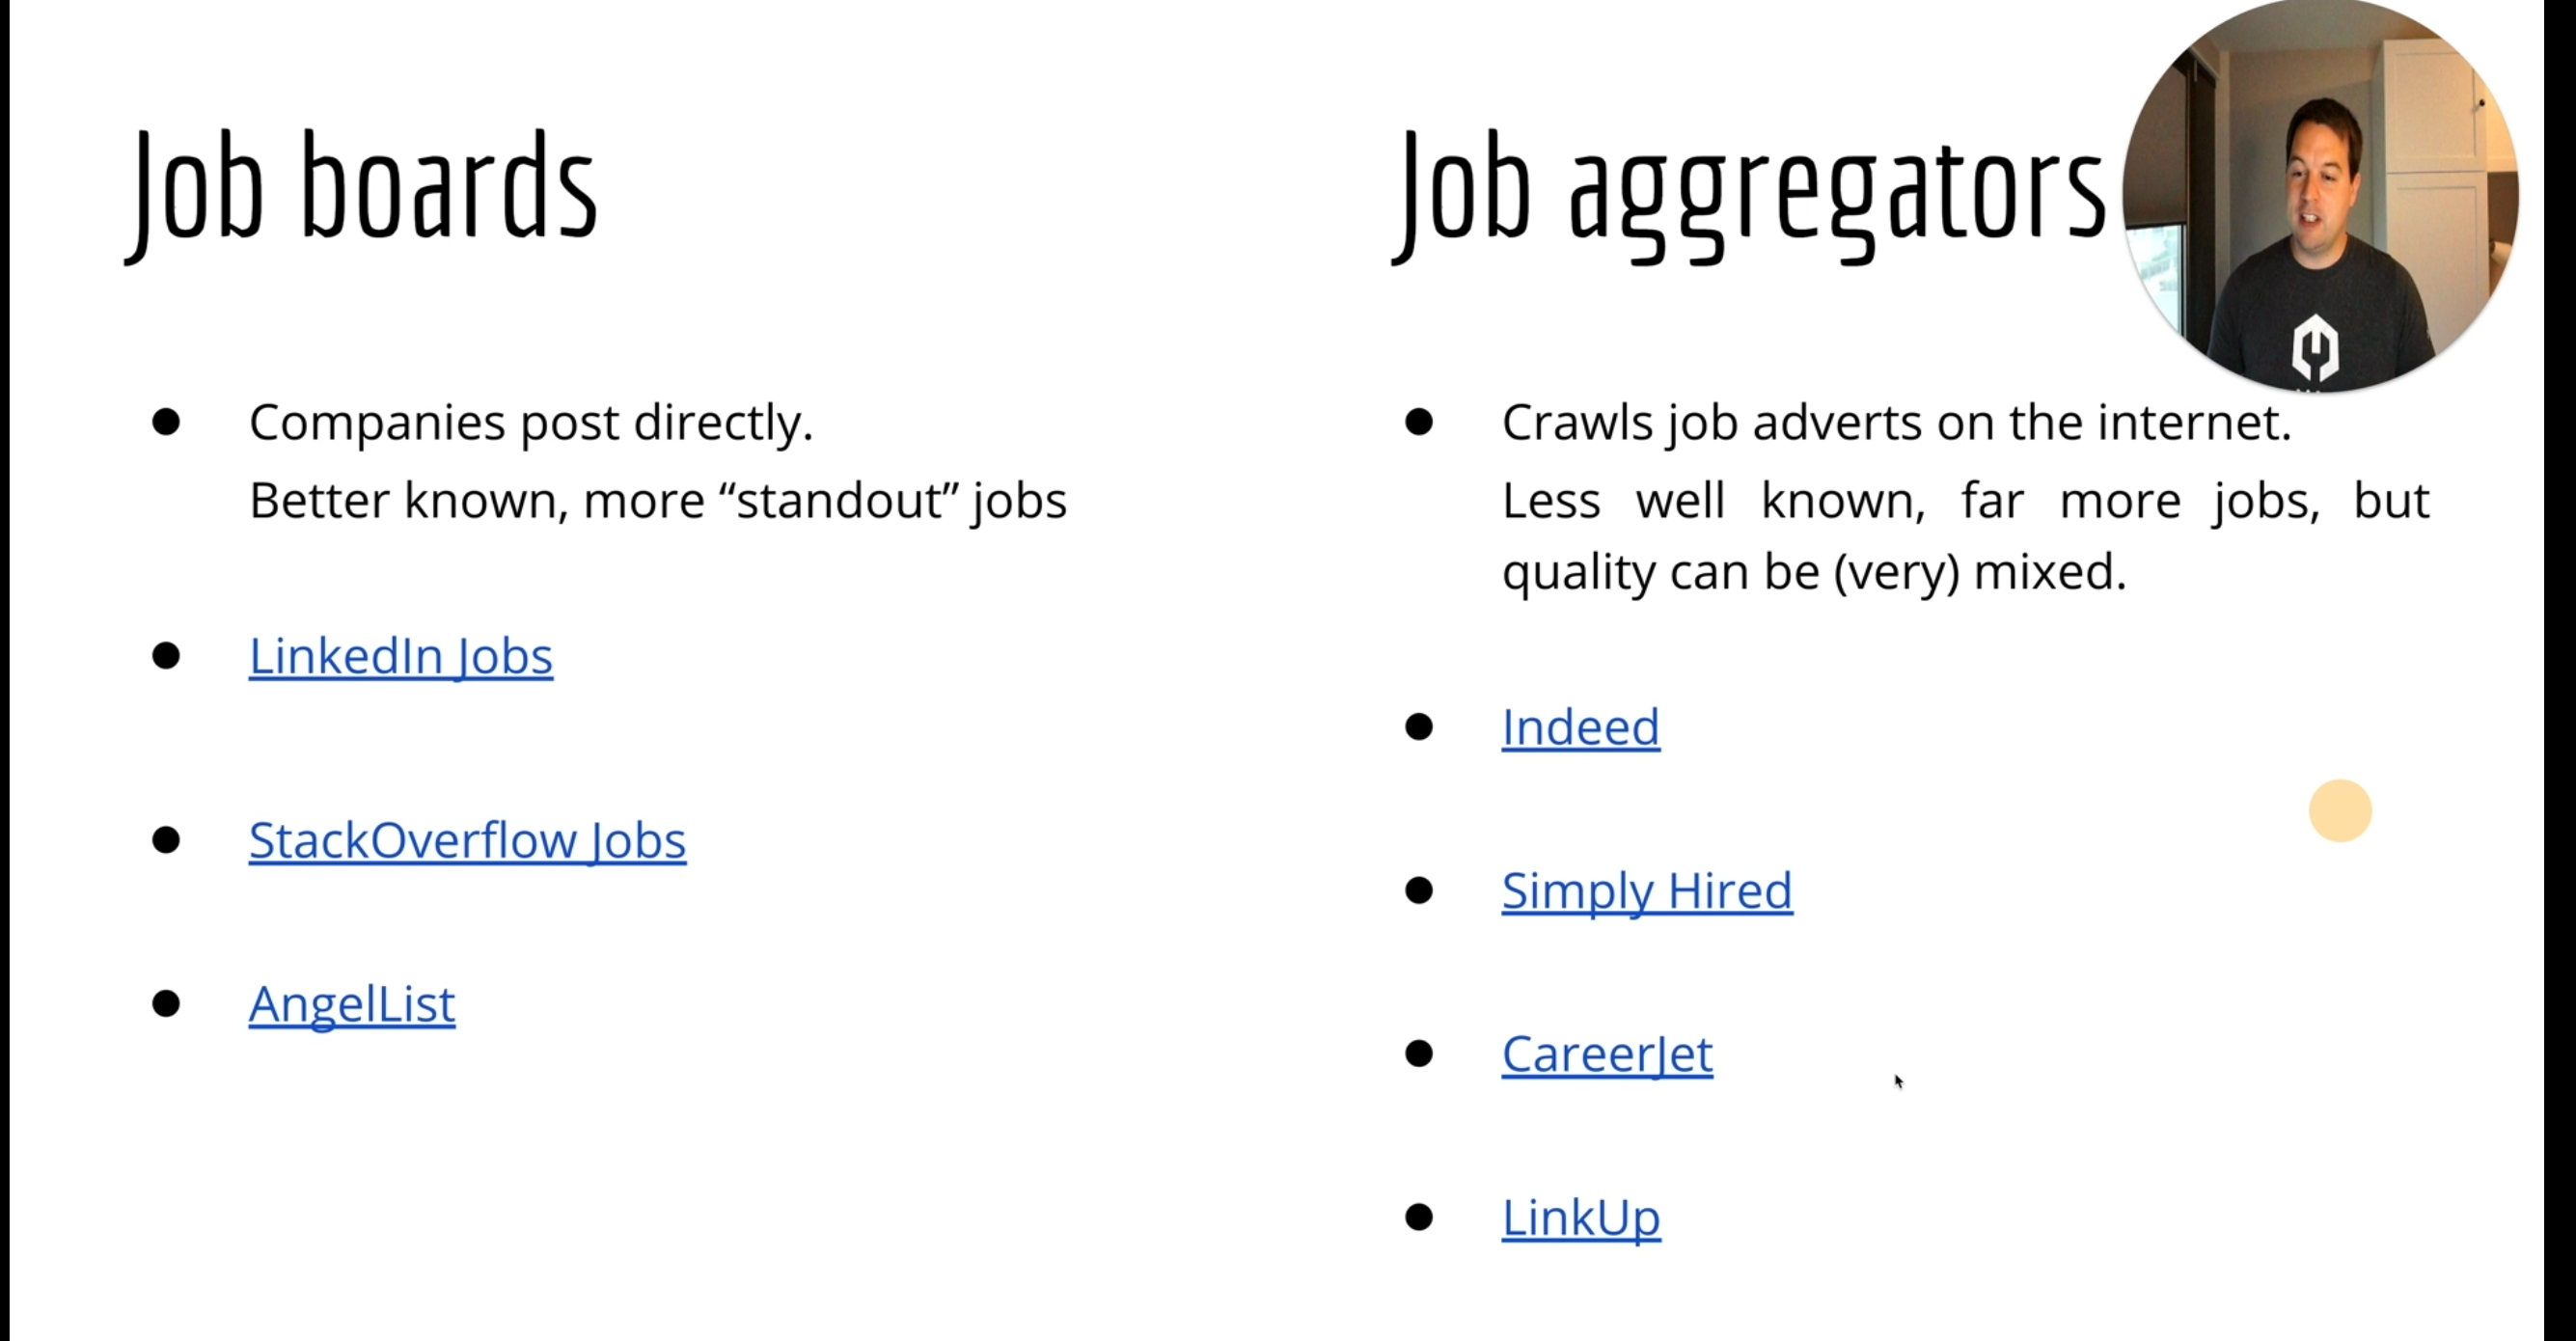 Job boards
Companies post directly.
Better known, more “standout” jobs
LinkedIn Jobs
StackOverflow Jobs
AngelList
Job aggregators
Crawls job adverts on the internet.
Less well known, far more jobs, but
quality can be (very) mixed.
Indeed
Simply Hired
CareerJet
LinkUp